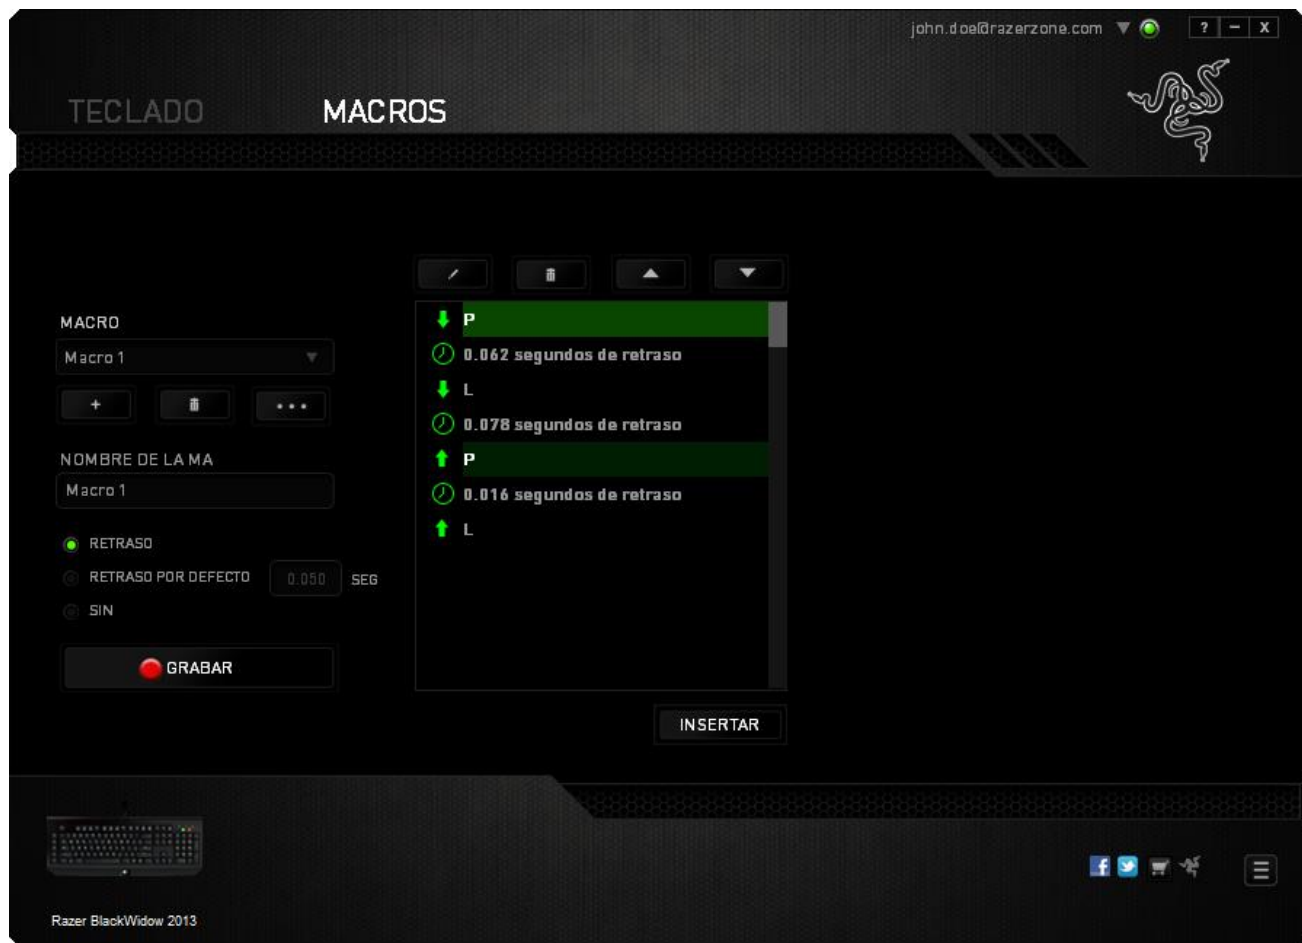 john.doe@razerzone.com
? – X
TECLADO MACROS
MACRO
Macro 1
+
NOMBRE DE LA MA
Macro 1
RETRASO
RETRASO POR DEFECTO 0.050 SEG
SIN
GRABAR
P
0.062 segundos de retraso
L
0.078 segundos de retraso
P
0.016 segundos de retraso
L
INSERTAR
Razer BlackWidow 2013